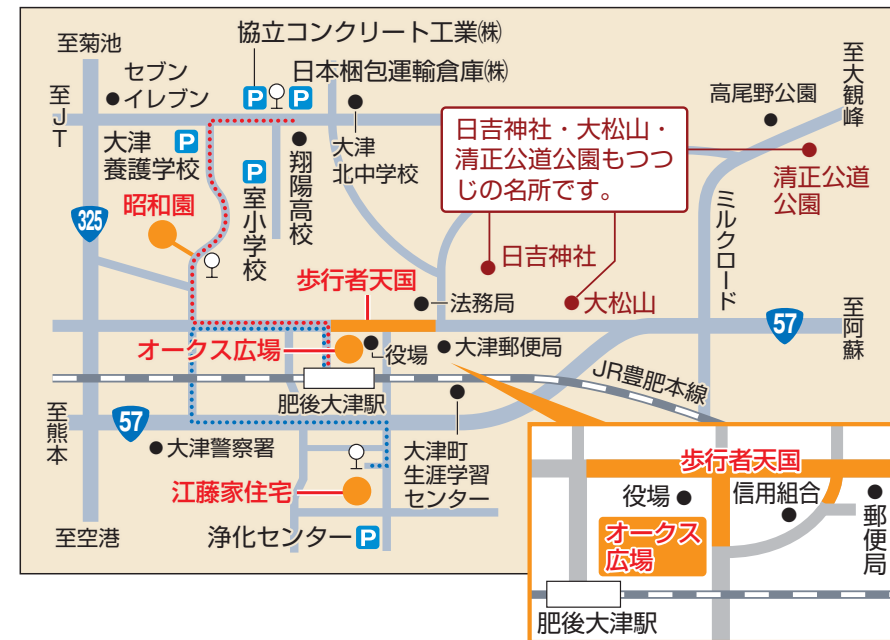 至菊池
協立コンクリート工業㈱
日本梱包運輸倉庫㈱
セブン
イレブン
至JT
P
P
大津
養護学校
P
P
室小学校
翔陽高校
大津
北中学校
日吉神社・大松山・
清正公道公園もつつ
じの名所です。
高尾野公園
至大観峰
清正公道
公園
ミルクロード
325
昭和園
歩行者天国
日吉神社
大松山
法務局
57
至阿蘇
オークス広場
役場
大津郵便局
JR豊肥本線
肥後大津駅
至熊本
57
大津警察署
大津町
生涯学習
センター
江藤家住宅
至空港
浄化センター
P
歩行者天国
役場
信用組合
郵便局
オークス
広場
肥後大津駅